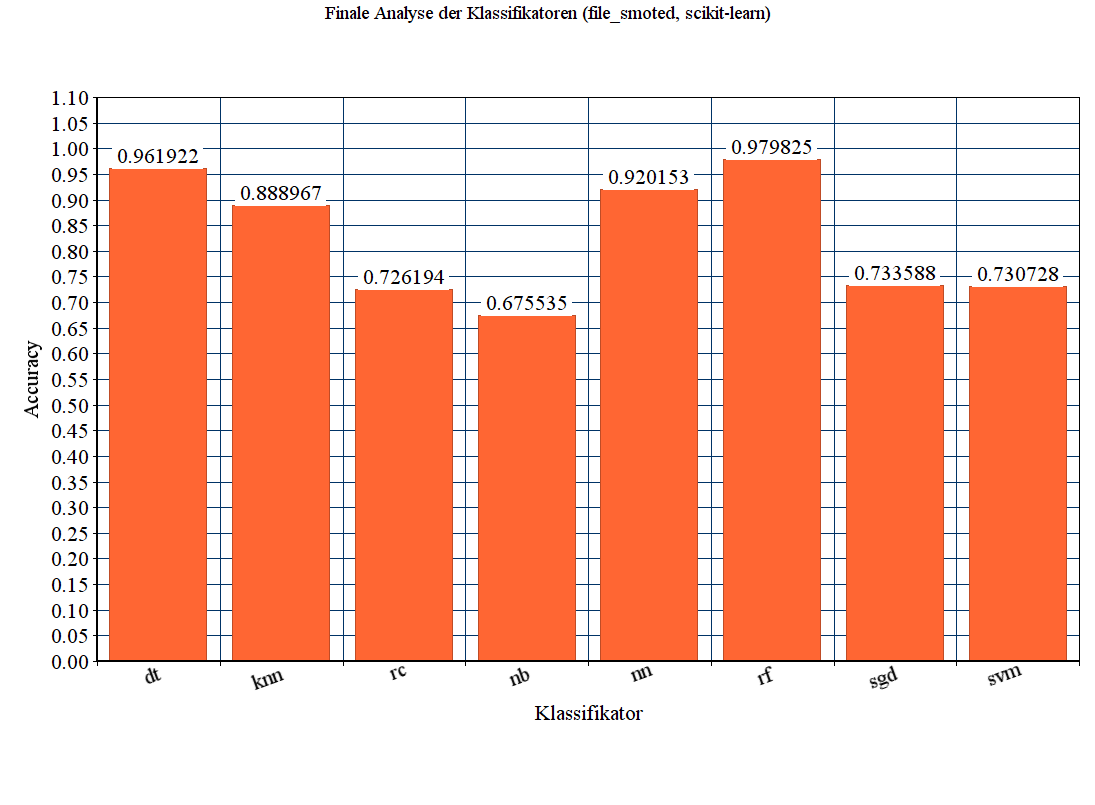 Finale Analyse der Klassifikatoren (file_smoted, scikit-learn)
1.10
1.05
1.00
0.95
0.90
0.85
0.80
0.75
0.70
0.65
0.60
0.55
0.50
0.45
0.40
0.35
0.30
0.25
0.20
0.15
0.10
0.05
0.00
Accuracy
0.961922
0.888967
0.726194
0.675535
0.920153
0.979825
0.733588
0.730728
dt
knn
rc
nb
nn
rf
sgd
svm
Klassifikator